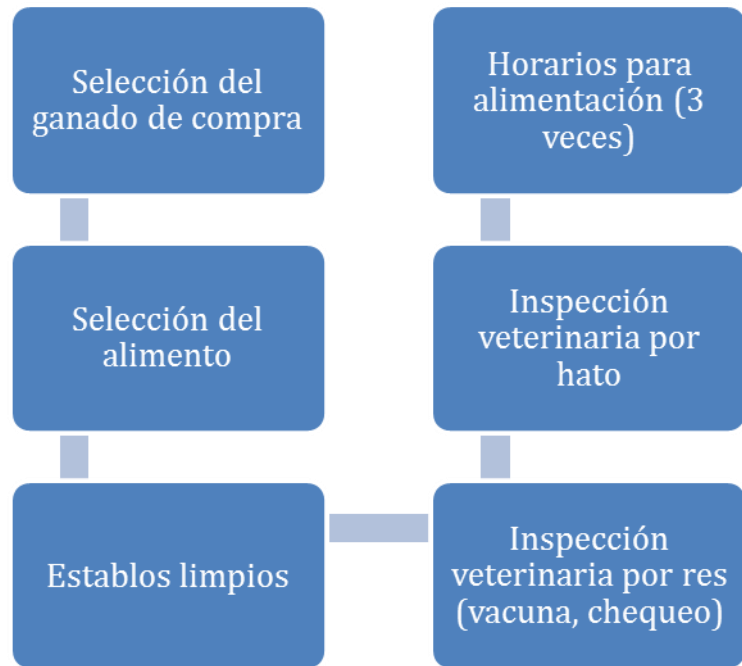 Selección del
ganado de compra
Selección del
alimento
Establos limpios
Inspección
veterinaria por res
(vacuna, chequeo)
Inspección
veterinaria por
hato
Horarios para
alimentación (3
veces)